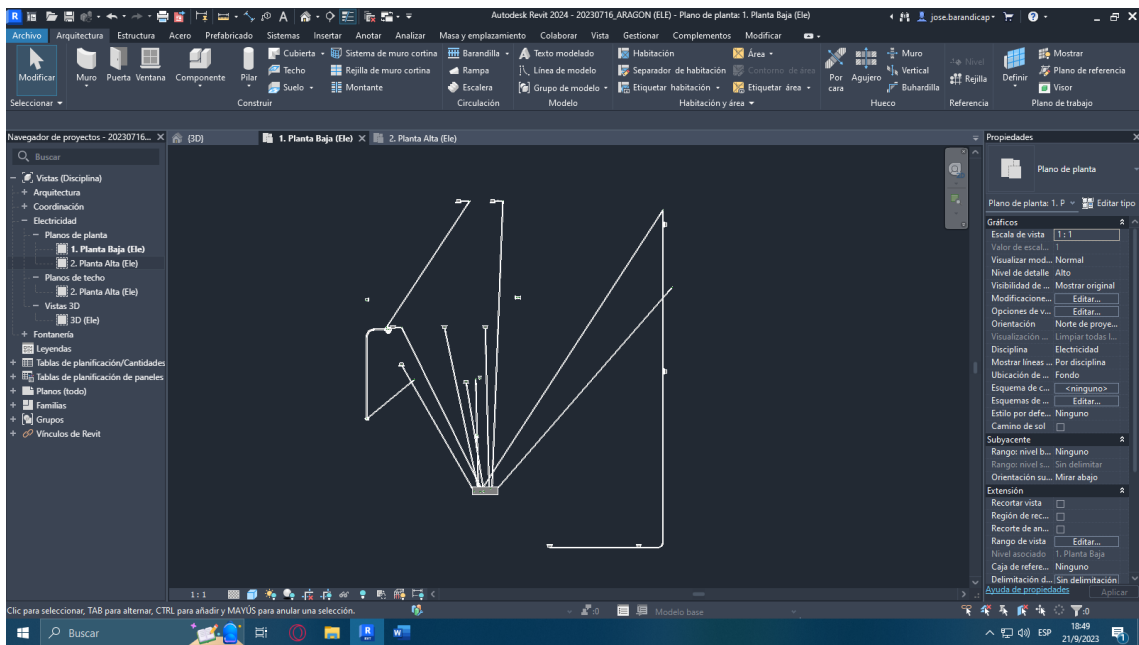 Autodesk Revit 2024 - 20230716_ARAGON (ELE) - Plano de planta: 1. Planta Baja (Ele)
jose.barandicap
Archivo Arquitectura Estructura Acero Prefabricado Sistemas Insertar Anotar Analizar Masa y emplazamiento Colaborar Vista Gestionar Complementos Modificar
Modificar
Muro Puerta Ventana Componente Pilar
Cubierta
Techo
Suelo
Sistema de muro cortina
Rejilla de muro cortina
Montante
Barandilla
Rampa
Escalera
Texto modelado
Línea de modelo
Grupo de modelo
Habitación
Separador de habitación
Etiquetar habitación
Área
Contorno de área
Etiquetar área
Por cara
Agujero
Muro
Vertical
Buhardilla
Nivel
Rejilla
Definir
Mostrar
Plano de referencia
Visor
Seleccionar Construir Circulación Modelo Habitación y área Hueco Referencia Plano de trabajo
Navegador de proyectos - 20230716...
{3D} 1. Planta Baja (Ele) 2. Planta Alta (Ele)
Buscar
Vistas (Disciplina)
Arquitectura
Coordinación
Electricidad
Planos de planta
1. Planta Baja (Ele)
2. Planta Alta (Ele)
Planos de techo
2. Planta Alta (Ele)
Vistas 3D
3D (Ele)
Fontanería
Leyendas
Tablas de planificación/Cantidades
Tablas de planificación de paneles
Planos (todo)
Familias
Grupos
Vínculos de Revit
Propiedades
Plano de planta
Plano de planta: 1. P Editar tipo
Gráficos
Escala de vista 1 : 1
Valor de escal... 1
Visualizar mod... Normal
Nivel de detalle Alto
Visibilidad de ... Mostrar original
Modificacione... Editar...
Opciones de v... Editar...
Orientación Norte de proye...
Visualización ... Limpiar todas l...
Disciplina Electricidad
Mostrar líneas ... Por disciplina
Ubicación de ... Fondo
Esquema de c... <ninguno>
Esquemas de ... Editar...
Estilo por defe... Ninguno
Camino de sol
Subyacente
Rango: nivel b... Ninguno
Rango: nivel s... Sin delimitar
Orientación su... Mirar abajo
Extensión
Recortar vista
Región de rec...
Recorte de an...
Rango de vista Editar...
Nivel asociado 1. Planta Baja
Caja de refere... Ninguno
Delimitación d... Sin delimitación
Ayuda de propiedades Aplicar
1 : 1
Clic para seleccionar, TAB para alternar, CTRL para añadir y MAYÚS para anular una selección.
:0 Modelo base :0
Buscar
ESP
18:49
21/9/2023